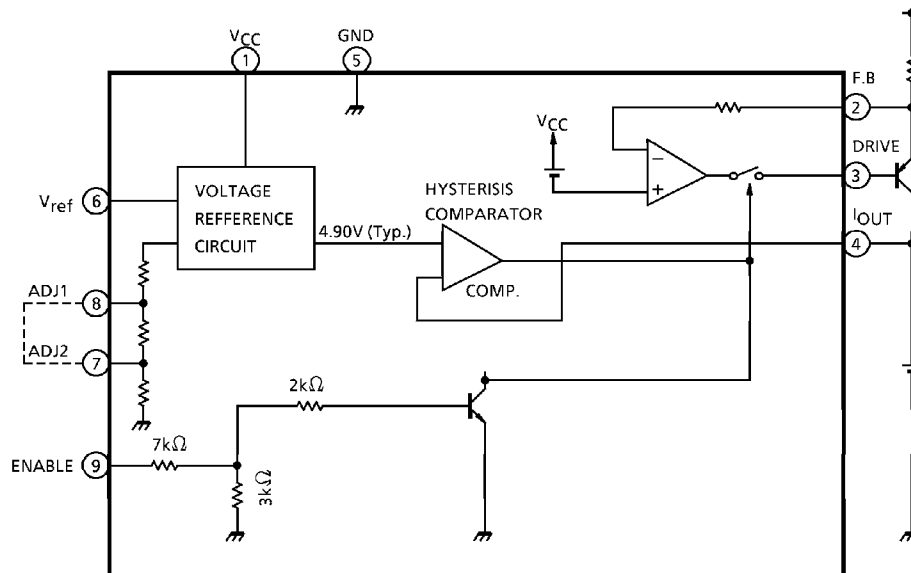 VCC
GND
1
5
F.B
2
VCC
DRIVE
−
+
3
Vref
6
VOLTAGE
REFFERENCE
CIRCUIT
HYSTERISIS
COMPARATOR
4.90V (Typ.)
IOUT
4
COMP.
ADJ1
8
ADJ2
7
2kΩ
7kΩ
ENABLE
9
3kΩ